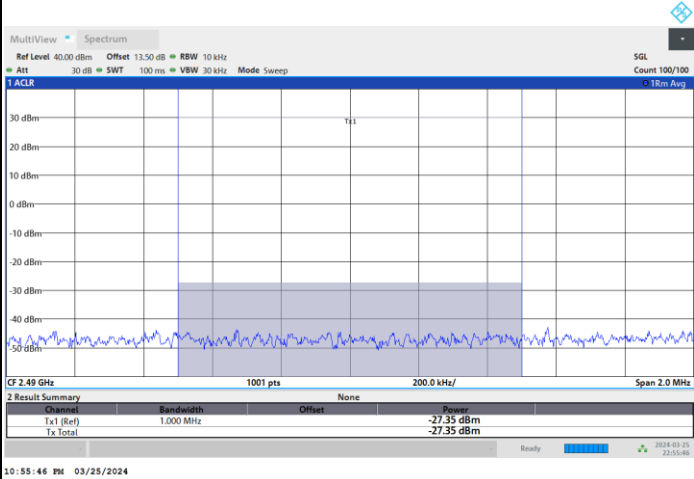 MultiView Spectrum
Ref Level 40.00 dBm Offset 13.50 dB RBW 10 kHz SGL
Att 30 dB SWT 100 ms VBW 30 kHz Mode Sweep Count 100/100
1 ACLR 1Rm Avg
Tx1
30 dBm
20 dBm
10 dBm
0 dBm
-10 dBm
-20 dBm
-30 dBm
-40 dBm
-50 dBm
CF 2.49 GHz 1001 pts 200.0 kHz/ Span 2.0 MHz
2 Result Summary None
Channel Bandwidth Offset Power
Tx1 (Ref) 1.000 MHz -27.35 dBm
Tx Total -27.35 dBm
Ready 2024-03-25
22:55:46
10:55:46 PM 03/25/2024